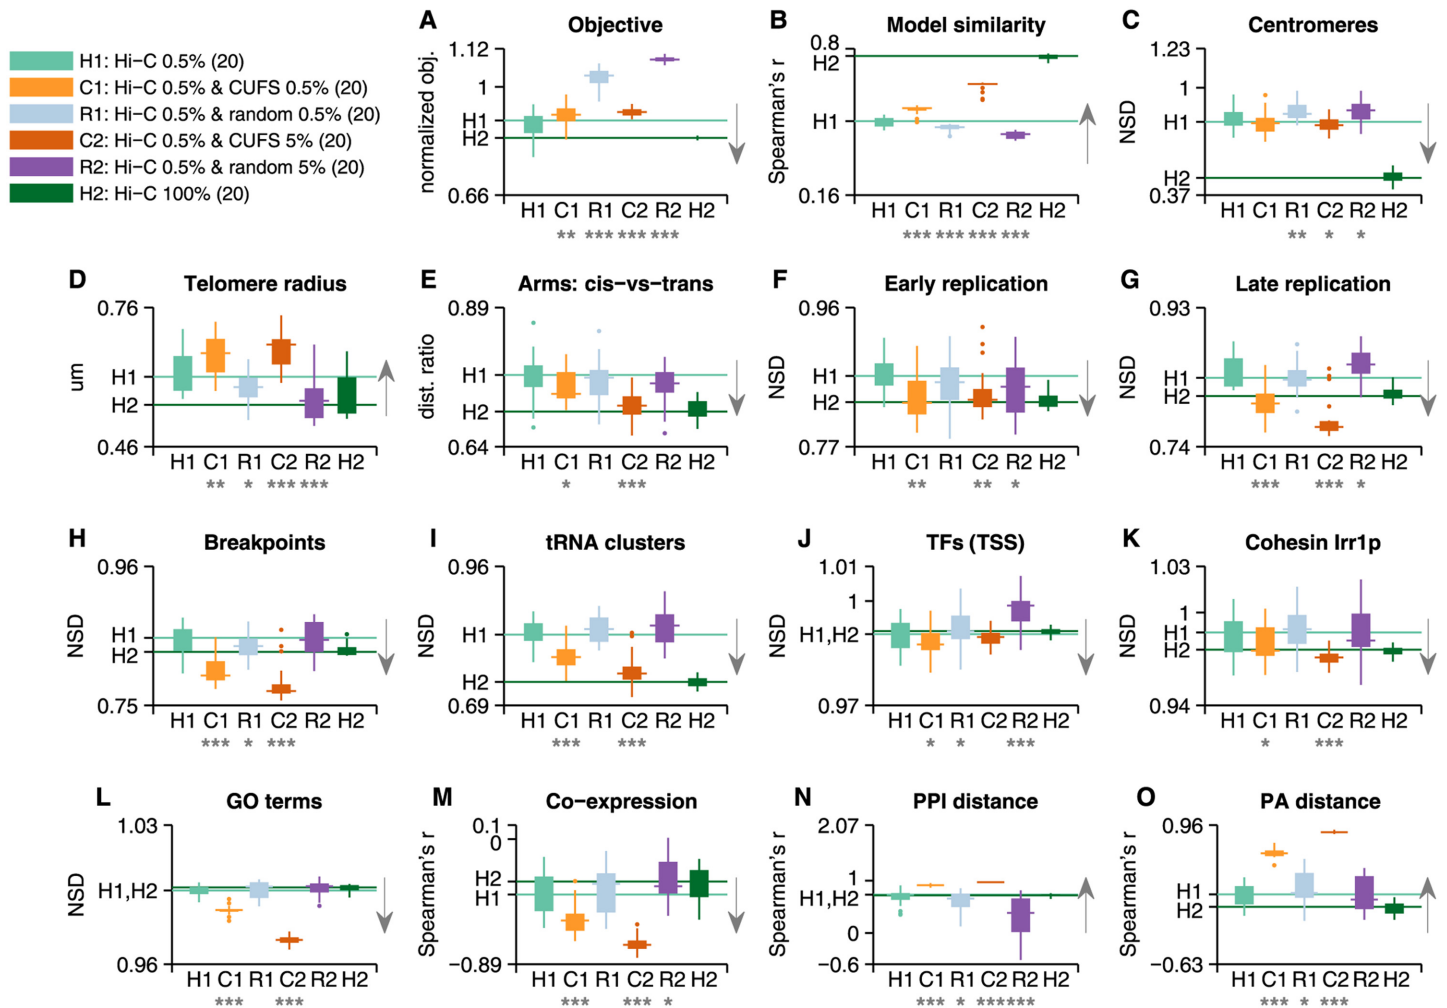 H1: Hi−C 0.5% (20)
C1: Hi−C 0.5% & CUFS 0.5% (20)
R1: Hi−C 0.5% & random 0.5% (20)
C2: Hi−C 0.5% & CUFS 5% (20)
R2: Hi−C 0.5% & random 5% (20)
H2: Hi−C 100% (20)
A Objective
normalized obj.
1.12
1
H1
H2
0.66
H1 C1 R1 C2 R2 H2
** *** *** ***
B Model similarity
Spearman's r
0.8
H2
H1
0.16
H1 C1 R1 C2 R2 H2
*** *** *** ***
C Centromeres
NSD
1.23
1
H1
H2
0.37
H1 C1 R1 C2 R2 H2
** * *
D Telomere radius
um
0.76
H1
H2
0.46
H1 C1 R1 C2 R2 H2
** * *** ***
E Arms: cis−vs−trans
dist. ratio
0.89
H1
H2
0.64
H1 C1 R1 C2 R2 H2
* ***
F Early replication
NSD
0.96
H1
H2
0.77
H1 C1 R1 C2 R2 H2
** ** *
G Late replication
NSD
0.93
H1
H2
0.74
H1 C1 R1 C2 R2 H2
*** *** *
H Breakpoints
NSD
0.96
H1
H2
0.75
H1 C1 R1 C2 R2 H2
*** * ***
I tRNA clusters
NSD
0.96
H1
H2
0.69
H1 C1 R1 C2 R2 H2
*** ***
J TFs (TSS)
NSD
1.01
1
H1,H2
0.97
H1 C1 R1 C2 R2 H2
* * ***
K Cohesin Irr1p
NSD
1.03
1
H1
H2
0.94
H1 C1 R1 C2 R2 H2
* ***
L GO terms
NSD
1.03
H1,H2
0.96
H1 C1 R1 C2 R2 H2
*** ***
M Co−expression
Spearman's r
0.1
0
H2
H1
−0.89
H1 C1 R1 C2 R2 H2
*** *** *
N PPI distance
Spearman's r
2.07
1
H1,H2
0
−0.6
H1 C1 R1 C2 R2 H2
*** * *** ***
O PA distance
Spearman's r
0.96
H1
H2
−0.63
H1 C1 R1 C2 R2 H2
*** * ***